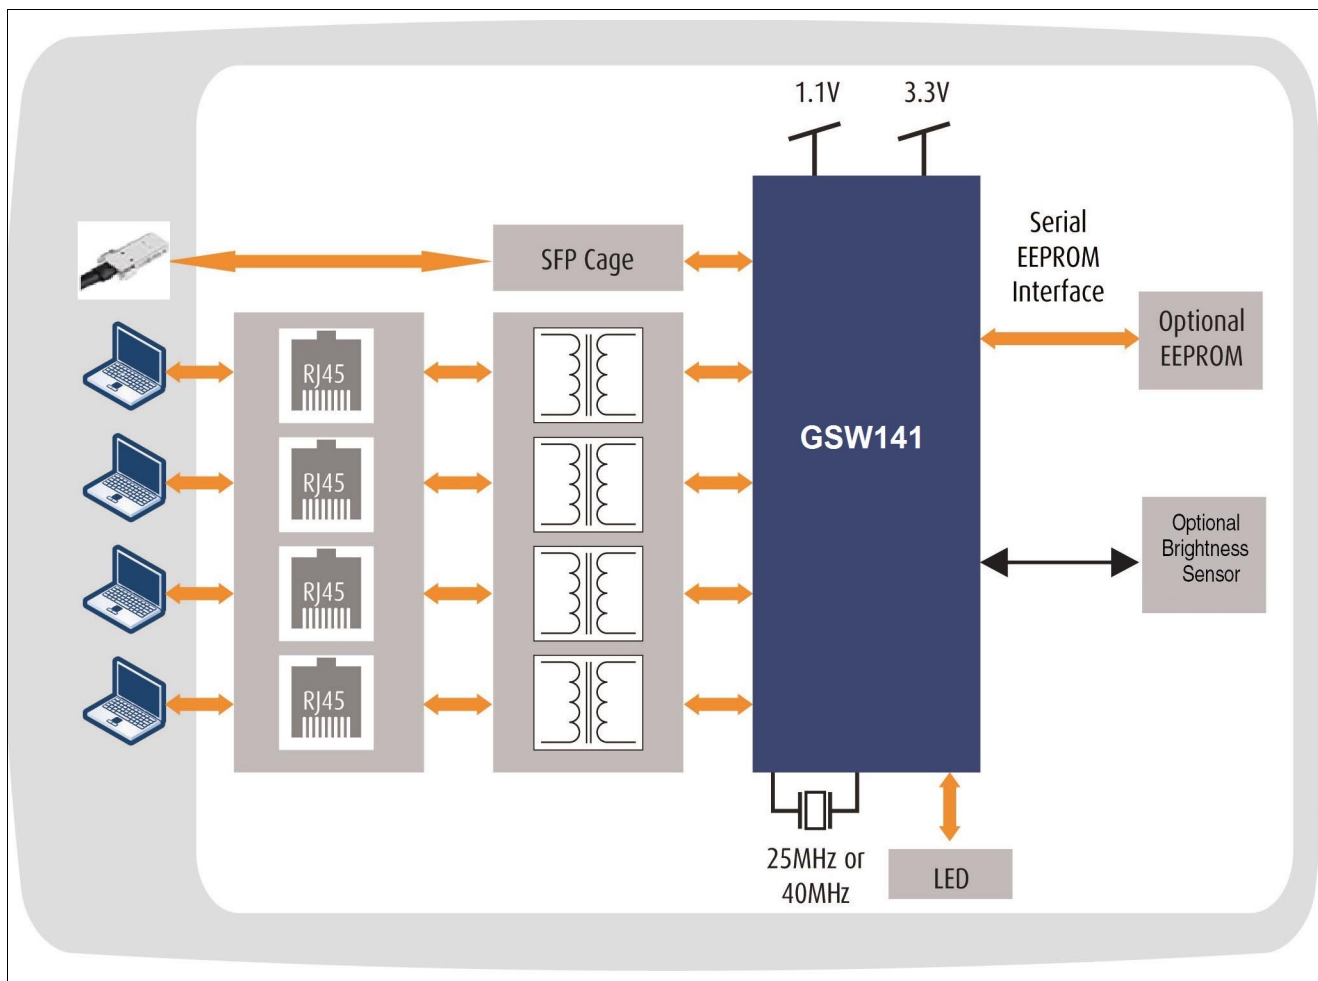 1.1V
3.3V
Serial
EEPROM
Interface
SFP Cage
Optional
EEPROM
RJ45
GSW141
RJ45
Optional
Brightness
Sensor
RJ45
RJ45
25MHz or
40MHz
LED